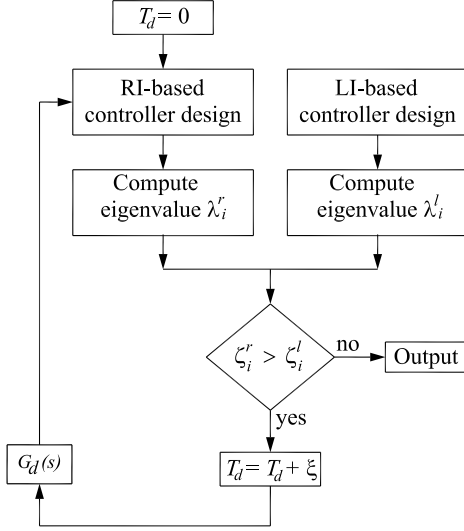 T_d = 0
RI-based
controller design
LI-based
controller design
Compute
eigenvalue λ_i^r
Compute
eigenvalue λ_i^l
ζ_i^r > ζ_i^l
no
Output
yes
T_d = T_d + ξ
G_d(s)